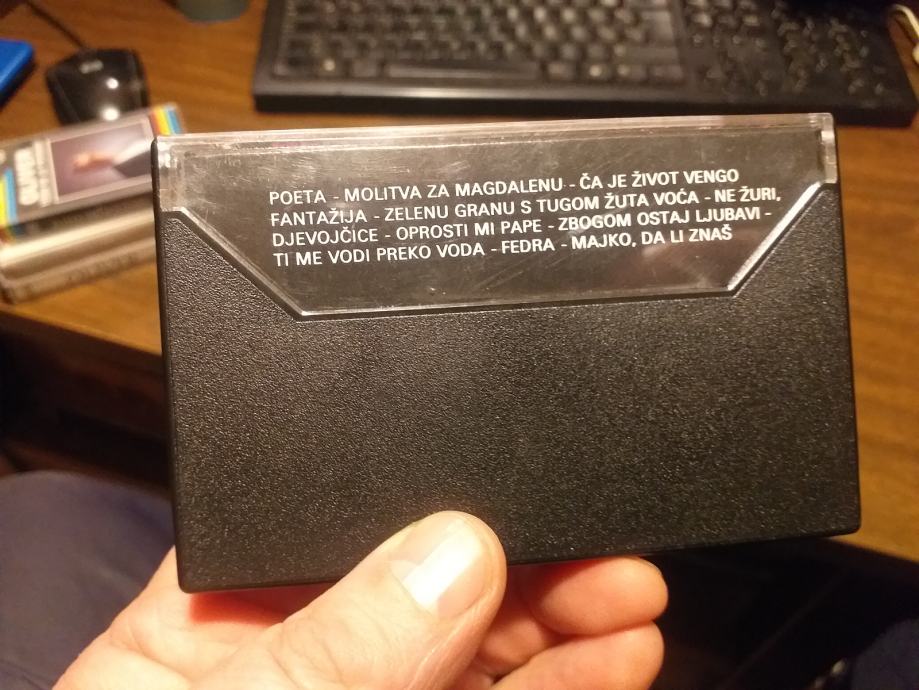 POETA - MOLITVA ZA MAGDALENU - ČA JE ŽIVOT VENGO
FANTAŽIJA - ZELENU GRANU S TUGOM ŽUTA VOĆA - NE ŽURI,
DJEVOJČICE - OPROSTI MI PAPE - ZBOGOM OSTAJ LJUBAVI -
TI ME VODI PREKO VODA - FEDRA - MAJKO, DA LI ZNAŠ
OLIVER